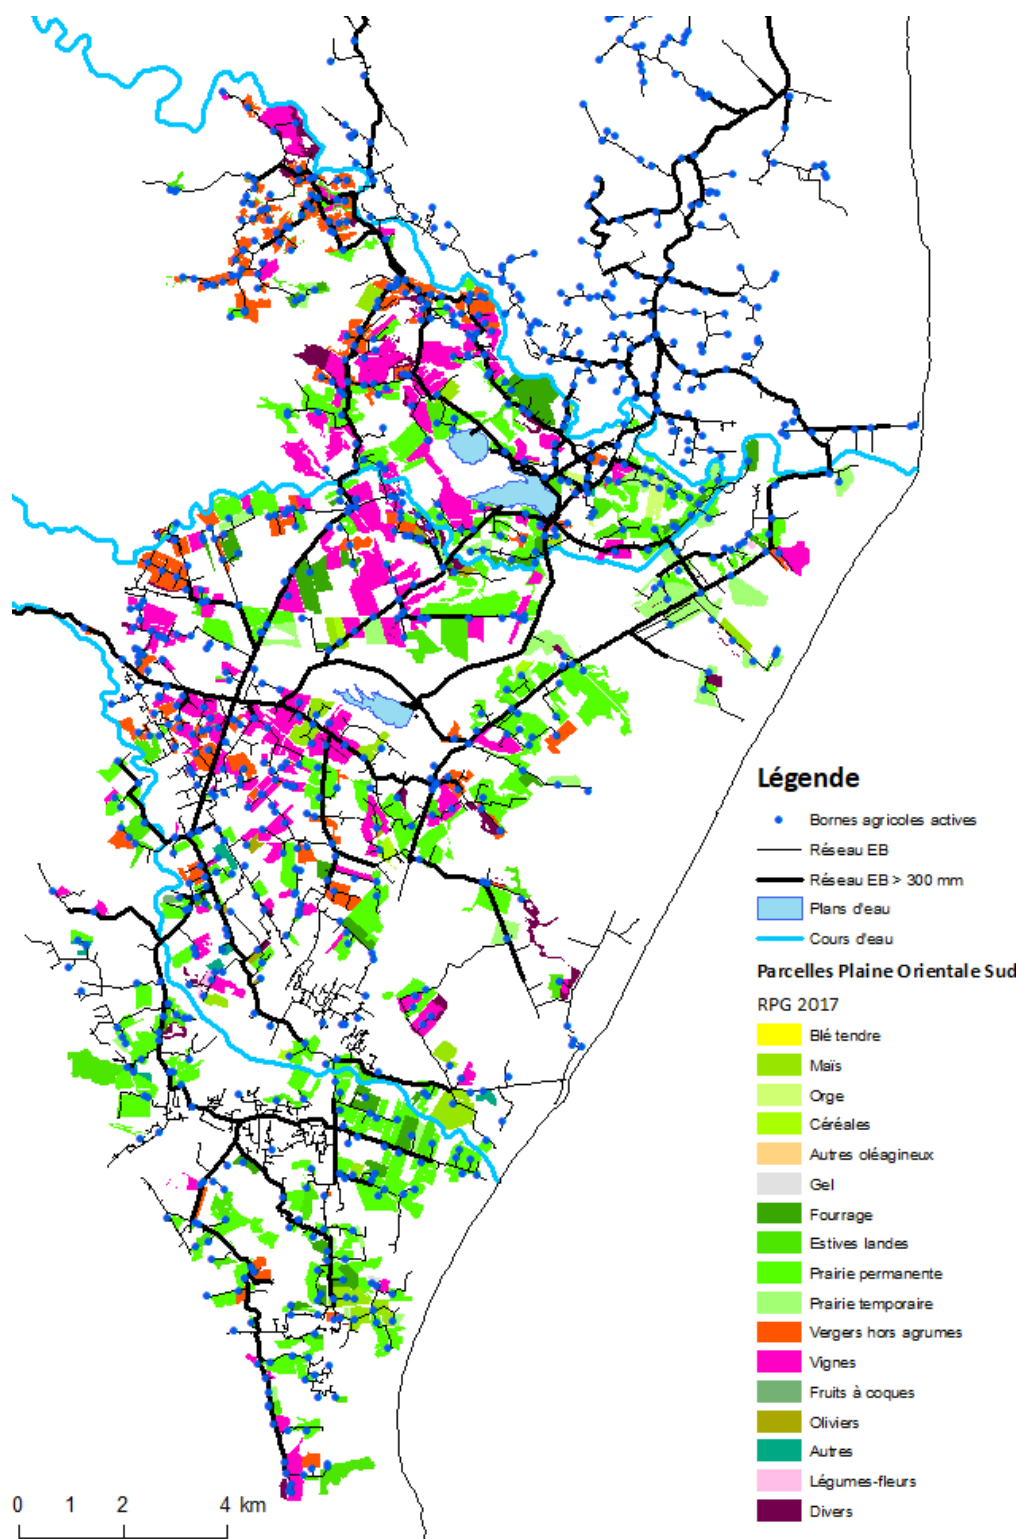 Légende
Bornes agricoles actives
Réseau EB
Réseau EB > 300 mm
Plans d'eau
Cours d'eau
Parcelles Plaine Orientale Sud
RPG 2017
Blé tendre
Maïs
Orge
Céréales
Autres oléagineux
Gel
Fourrage
Estives landes
Prairie permanente
Prairie temporaire
Vergers hors agrumes
Vignes
Fruits à coques
Oliviers
Autres
Légumes-fleurs
Divers
0 1 2 4 km